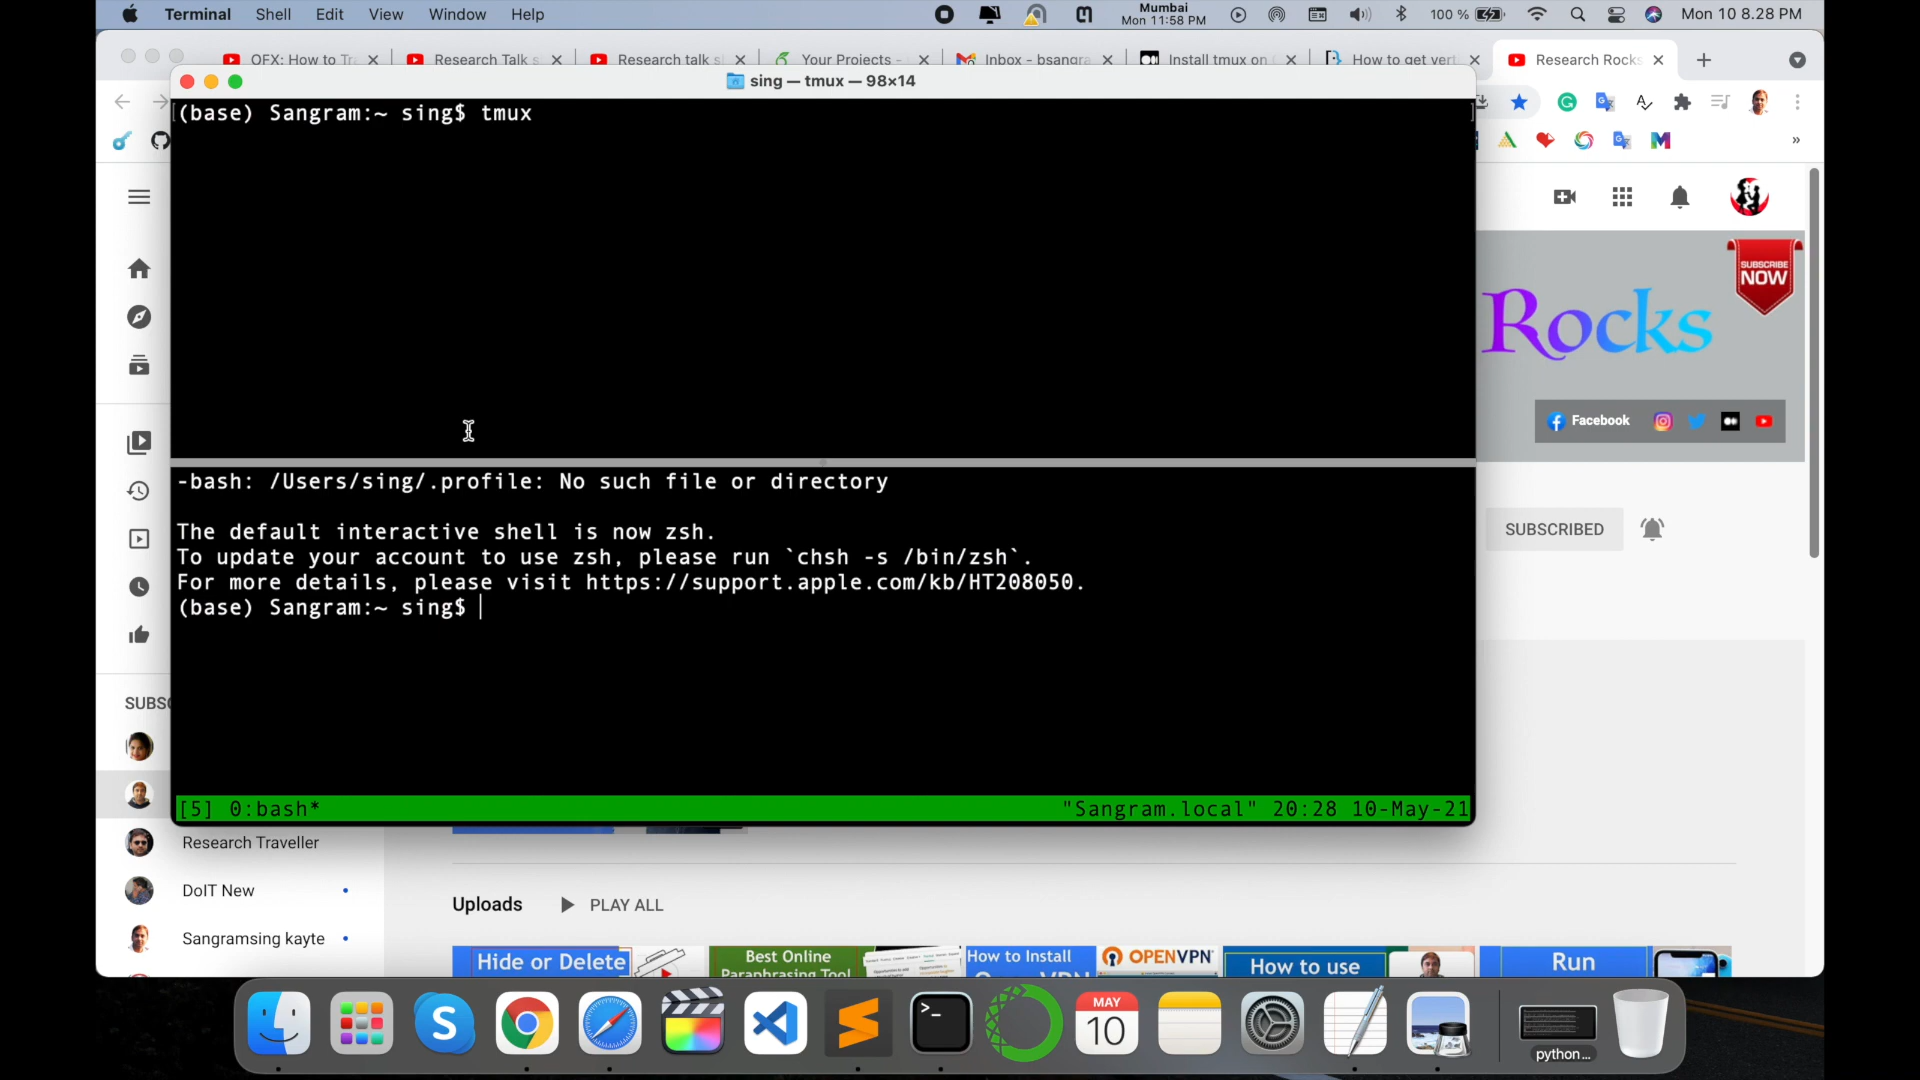 Terminal Shell Edit View Window Help
Mumbai
Mon 11:58 PM
100 %
Mon 10 8.28 PM
OFX: How to Tra
Research Talk s
Research talk s
Your Projects -
Inbox - bsangra
Install tmux on
How to get vert
Research Rocks
sing — tmux — 98×14
(base) Sangram:~ sing$ tmux
SUBSCRIBE
NOW
Rocks
Facebook
-bash: /Users/sing/.profile: No such file or directory
The default interactive shell is now zsh.
To update your account to use zsh, please run `chsh -s /bin/zsh`.
For more details, please visit https://support.apple.com/kb/HT208050.
(base) Sangram:~ sing$
SUBSCRIBED
SUBSC
[5] 0:bash* "Sangram.local" 20:28 10-May-21
Research Traveller
DoIT New
Sangramsing kayte
Uploads PLAY ALL
Hide or Delete
Best Online
Paraphrasing Tool
How to Install
OPENVPN
How to use
Run
MAY
10
python...